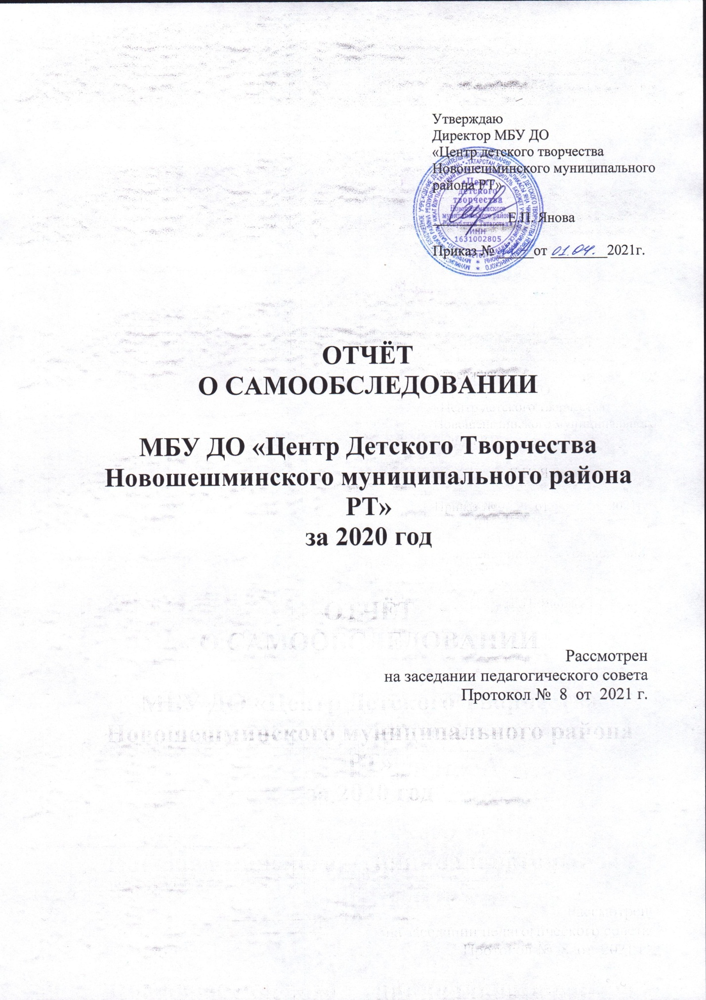 Утверждаю
Директор МБУ ДО
«Центр детского творчества
Новошешминского муниципального
района РТ»
Е.П. Янова
Приказ № от 01.04. 2021г.
«Центр
детского
творчества
Новошешминского
муниципального района
Республики Татарстан»
ИНН
1631002805
ОТЧЁТ
О САМООБСЛЕДОВАНИИ
МБУ ДО «Центр Детского Творчества
Новошешминского муниципального района
РТ»
за 2020 год
Рассмотрен
на заседании педагогического совета
Протокол № 8 от 2021 г.